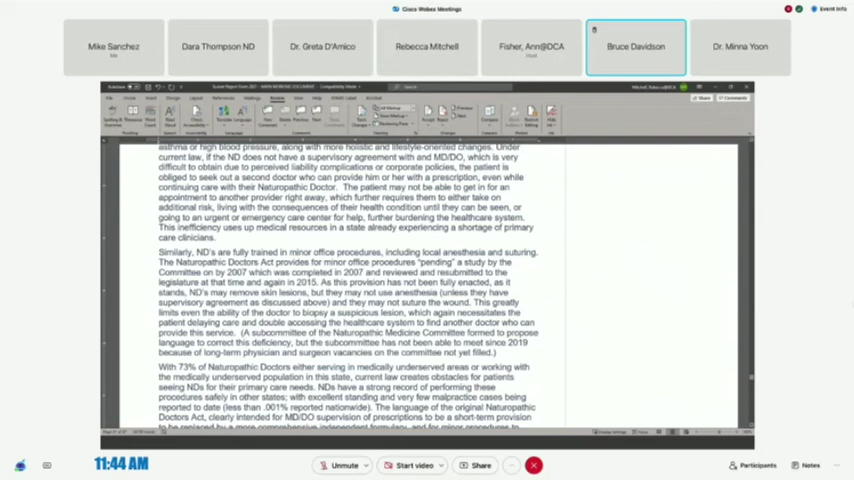 Cisco Webex Meetings
Event Info
Mike Sanchez
Me
Dara Thompson ND
Dr. Greta D'Amico
Rebecca Mitchell
Fisher, Ann@DCA
Host
Bruce Davidson
Dr. Minna Yoon
Search
Share
Comments
asthma or high blood pressure, along with more holistic and lifestyle-oriented changes. Under
current law, if the ND does not have a supervisory agreement with and MD/DO, which is very
difficult to obtain due to perceived liability complications or corporate policies, the patient is
obliged to seek out a second doctor who can provide him or her with a prescription, even while
continuing care with their Naturopathic Doctor. The patient may not be able to get in for an
appointment to another provider right away, which further requires them to either take on
additional risk, living with the consequences of their health condition until they can be seen, or
going to an urgent or emergency care center for help, further burdening the healthcare system.
This inefficiency uses up medical resources in a state already experiencing a shortage of primary
care clinicians.
Similarly, ND's are fully trained in minor office procedures, including local anesthesia and suturing.
The Naturopathic Doctors Act provides for minor office procedures "pending" a study by the
Committee on by 2007 which was completed in 2007 and reviewed and resubmitted to the
legislature at that time and again in 2015. As this provision has not been fully enacted, as it
stands, ND's may remove skin lesions, but they may not use anesthesia (unless they have
supervisory agreement as discussed above) and they may not suture the wound. This greatly
limits even the ability of the doctor to biopsy a suspicious lesion, which again necessitates the
patient delaying care and double accessing the healthcare system to find another doctor who can
provide this service. (A subcommittee of the Naturopathic Medicine Committee formed to propose
language to correct this deficiency, but the subcommittee has not been able to meet since 2019
because of long-term physician and surgeon vacancies on the committee not yet filled.)
With 73% of Naturopathic Doctors either serving in medically underserved areas or working with
the medically underserved population in this state, current law creates obstacles for patients
seeing NDs for their primary care needs. NDs have a strong record of performing these
procedures safely in other states; with excellent standing and very few malpractice cases being
reported to date (less than .001% reported nationwide). The language of the original Naturopathic
Doctors Act, clearly intended for MD/DO supervision of prescriptions to be a short-term provision
to be replaced by a more comprehensive independent formulary, and for minor procedures to
11:44 AM
Unmute
Start video
Share
Participants
Notes